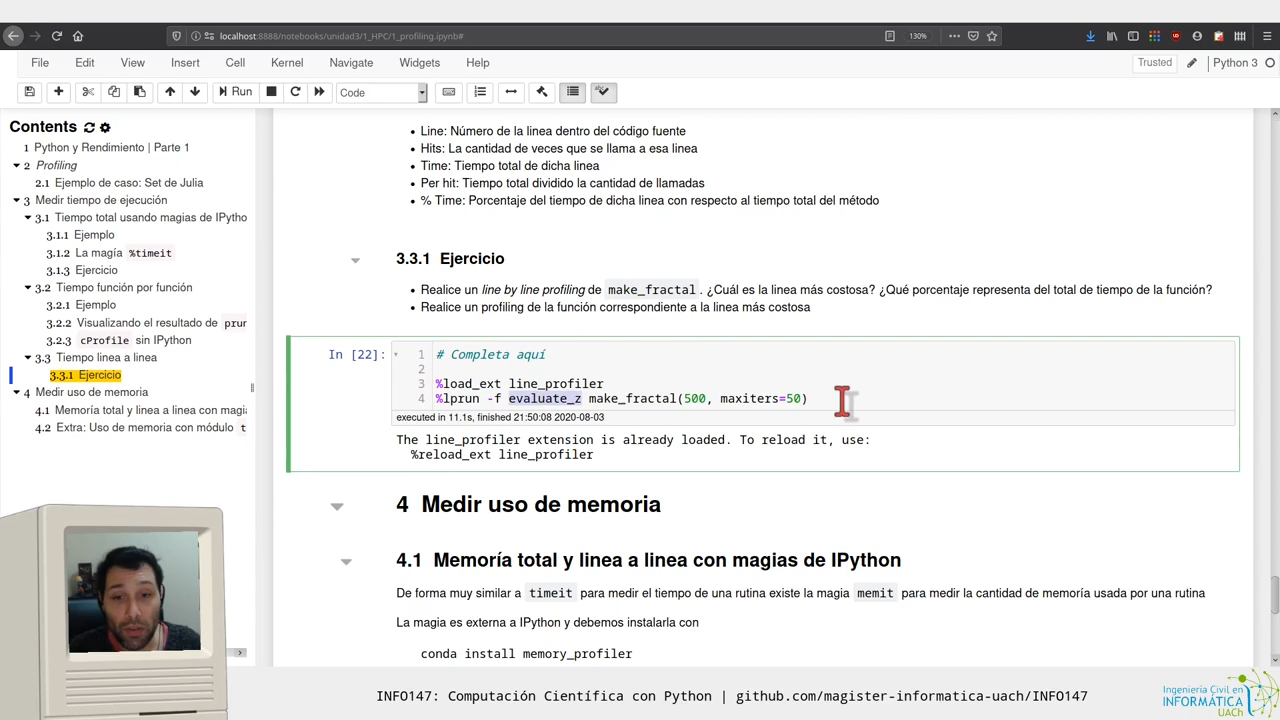 localhost:8888/notebooks/unidad3/1_HPC/1_profiling.ipynb#
130%
File Edit View Insert Cell Kernel Navigate Widgets Help
Trusted
Python 3
Run
Code
Contents
1 Python y Rendimiento | Parte 1
2 Profiling
2.1 Ejemplo de caso: Set de Julia
3 Medir tiempo de ejecución
3.1 Tiempo total usando magias de IPytho
3.1.1 Ejemplo
3.1.2 La magía %timeit
3.1.3 Ejercicio
3.2 Tiempo función por función
3.2.1 Ejemplo
3.2.2 Visualizando el resultado de prur
3.2.3 cProfile sin IPython
3.3 Tiempo linea a linea
3.3.1 Ejercicio
4 Medir uso de memoria
4.1 Memoría total y linea a linea con magi
4.2 Extra: Uso de memoria con módulo t
Line: Número de la linea dentro del código fuente
Hits: La cantidad de veces que se llama a esa linea
Time: Tiempo total de dicha linea
Per hit: Tiempo total dividido la cantidad de llamadas
% Time: Porcentaje del tiempo de dicha linea con respecto al tiempo total del método
3.3.1 Ejercicio
Realice un line by line profiling de make_fractal. ¿Cuál es la linea más costosa? ¿Qué porcentaje representa del total de tiempo de la función?
Realice un profiling de la función correspondiente a la linea más costosa
In [22]:
1 # Completa aquí
2
3 %load_ext line_profiler
4 %lprun -f evaluate_z make_fractal(500, maxiters=50)
executed in 11.1s, finished 21:50:08 2020-08-03
The line_profiler extension is already loaded. To reload it, use:
%reload_ext line_profiler
4 Medir uso de memoria
4.1 Memoría total y linea a linea con magias de IPython
De forma muy similar a timeit para medir el tiempo de una rutina existe la magia memit para medir la cantidad de memoría usada por una rutina
La magia es externa a IPython y debemos instalarla con
conda install memory_profiler
INFO147: Computación Científica con Python | github.com/magister-informatica-uach/INFO147
Ingeniería Civil en
INFORMÁTICA
UACh